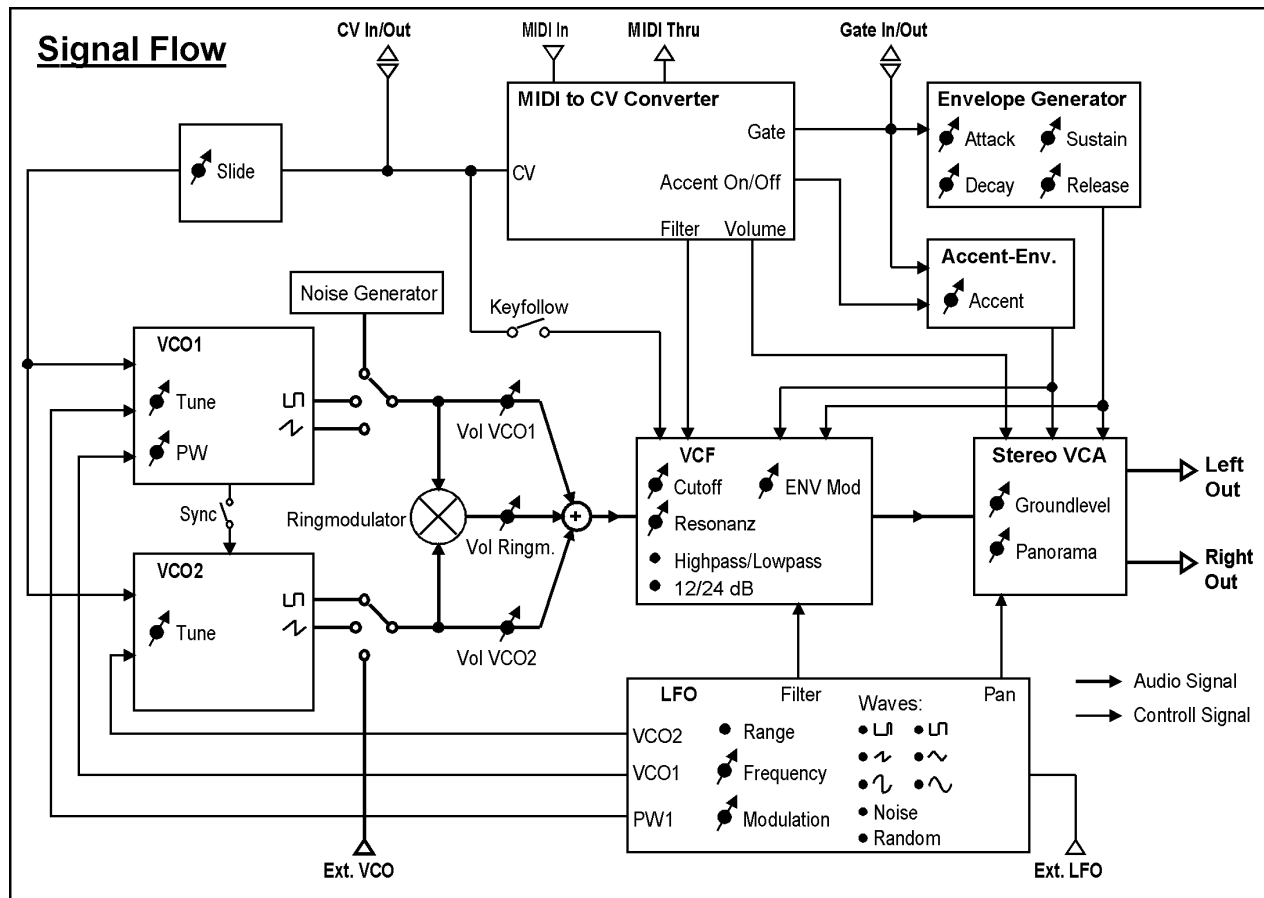 Signal Flow
CV In/Out
MIDI In
MIDI Thru
Gate In/Out
MIDI to CV Converter
Gate
CV
Accent On/Off
Filter
Volume
Envelope Generator
Attack
Sustain
Decay
Release
Slide
Accent-Env.
Accent
Noise Generator
Keyfollow
VCO1
Tune
PW
Vol VCO1
Sync
Ringmodulator
Vol Ringm.
+
VCF
Cutoff
ENV Mod
Resonanz
Highpass/Lowpass
12/24 dB
Stereo VCA
Groundlevel
Panorama
Left
Out
Right
Out
VCO2
Tune
Vol VCO2
LFO
Filter
Pan
Waves:
VCO2
Range
VCO1
Frequency
PW1
Modulation
Noise
Random
Audio Signal
Controll Signal
Ext. VCO
Ext. LFO